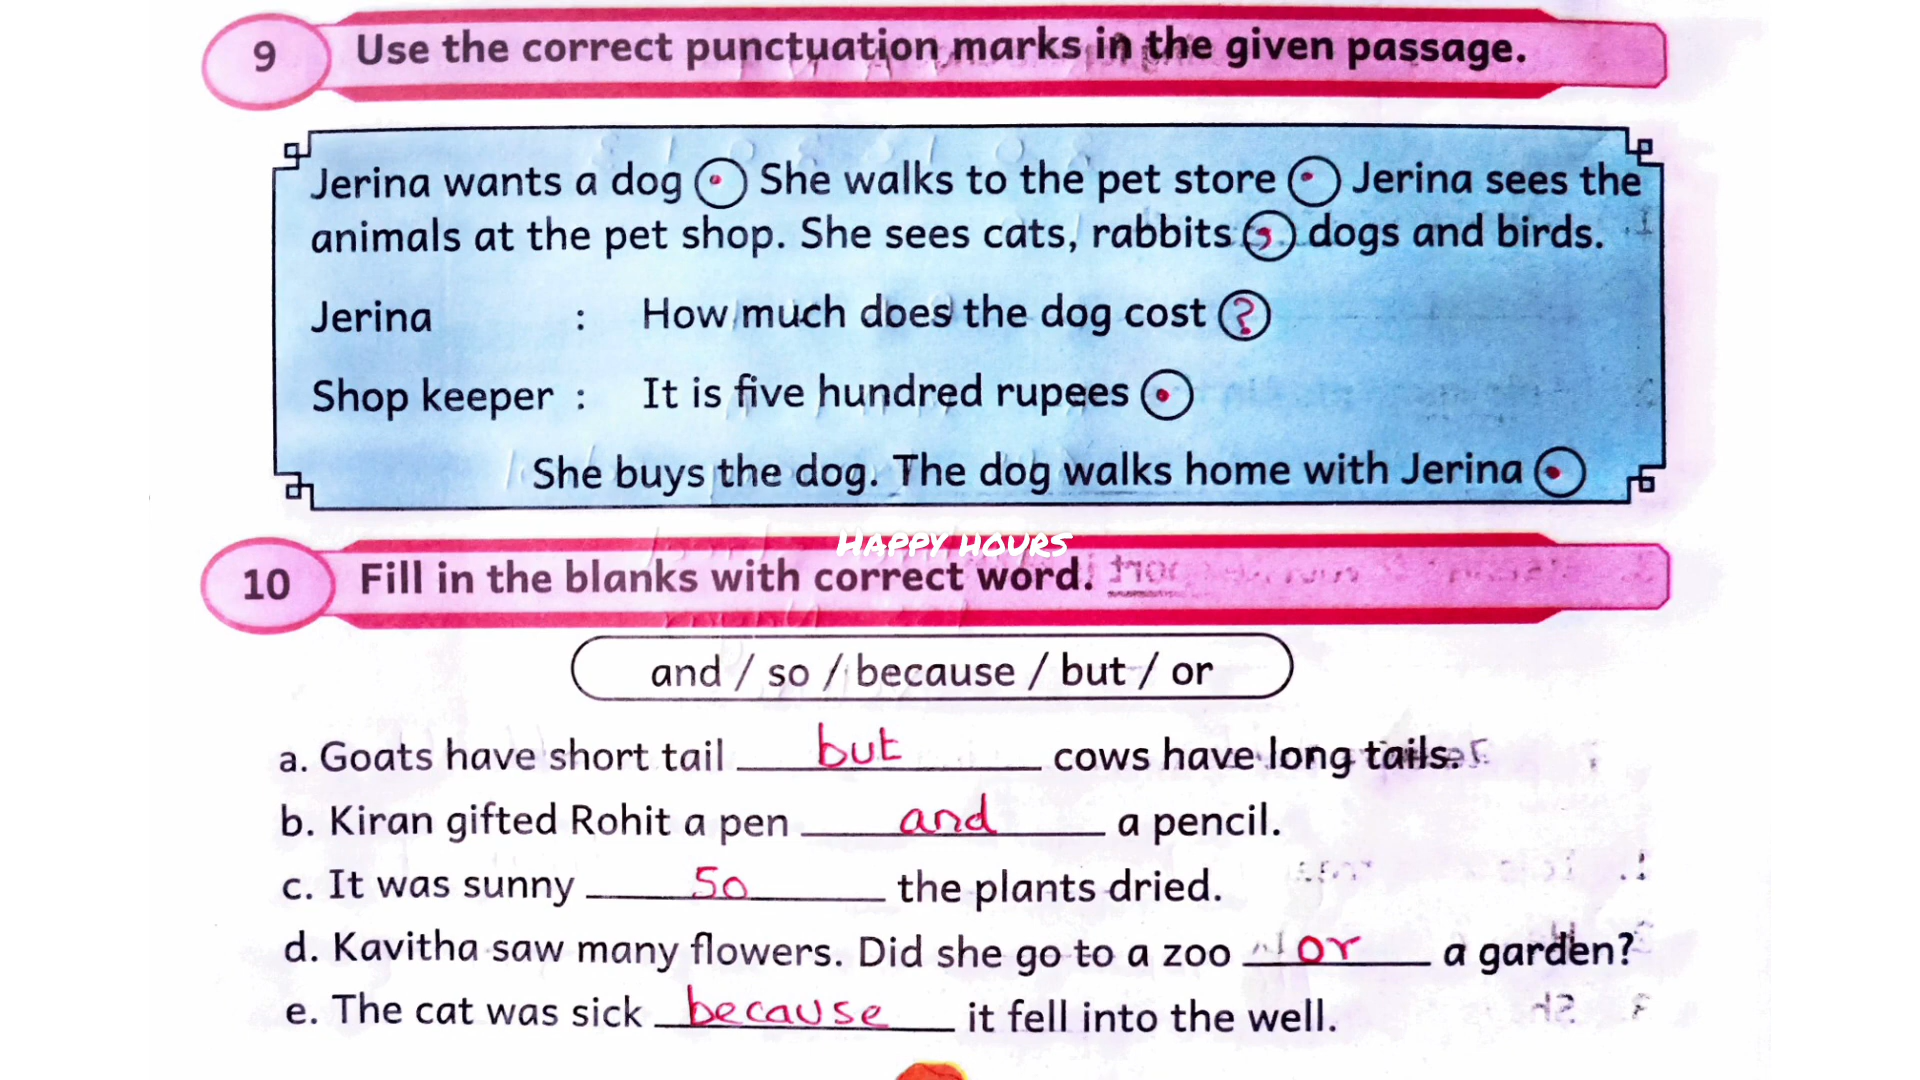 9 Use the correct punctuation marks in the given passage.
Jerina wants a dog . She walks to the pet store . Jerina sees the
animals at the pet shop. She sees cats, rabbits , dogs and birds.
Jerina : How much does the dog cost ?
Shop keeper : It is five hundred rupees .
She buys the dog. The dog walks home with Jerina .
HAPPY HOURS
10 Fill in the blanks with correct word.
and / so / because / but / or
a. Goats have short tail but cows have long tails.
b. Kiran gifted Rohit a pen and a pencil.
c. It was sunny so the plants dried.
d. Kavitha saw many flowers. Did she go to a zoo or a garden?
e. The cat was sick because it fell into the well.